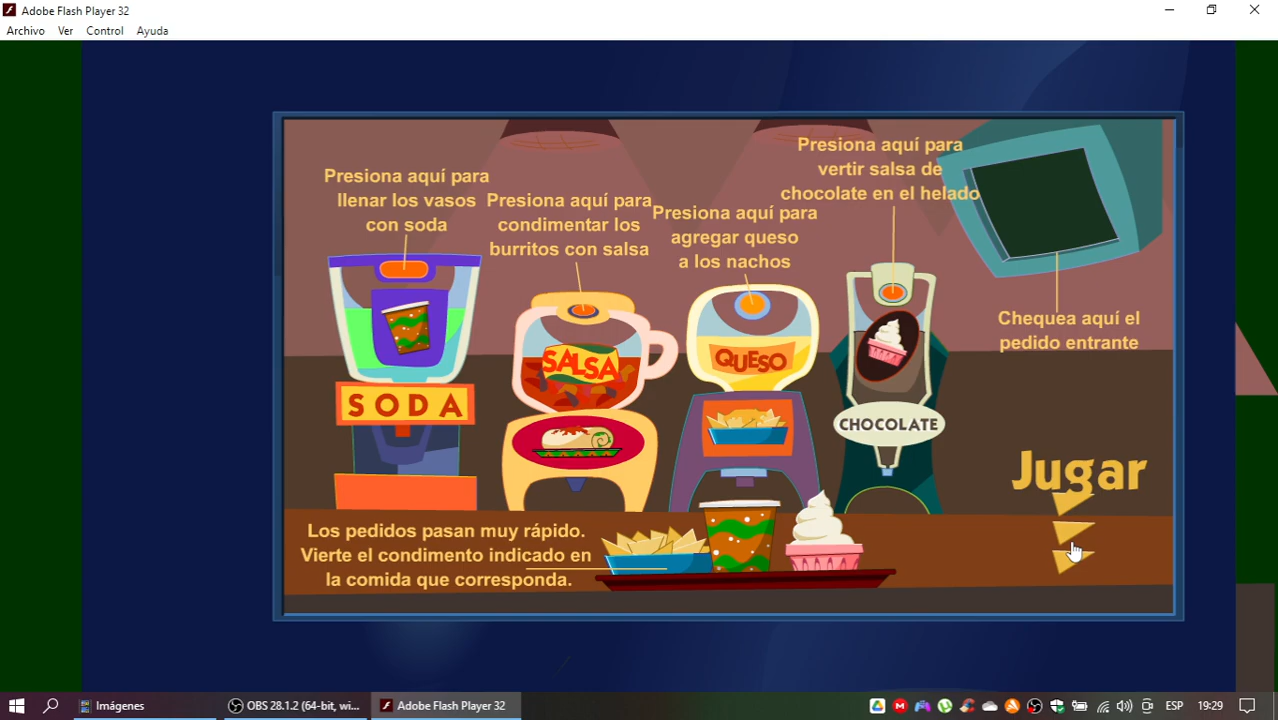 Adobe Flash Player 32
Archivo Ver Control Ayuda
Presiona aquí para
llenar los vasos
con soda
Presiona aquí para
condimentar los
burritos con salsa
Presiona aquí para
agregar queso
a los nachos
Presiona aquí para
vertir salsa de
chocolate en el helado
Chequea aquí el
pedido entrante
SALSA
QUESO
SODA
CHOCOLATE
Jugar
Los pedidos pasan muy rápido.
Vierte el condimento indicado en
la comida que corresponda.
Imágenes
OBS 28.1.2 (64-bit, wi...
Adobe Flash Player 32
ESP
19:29